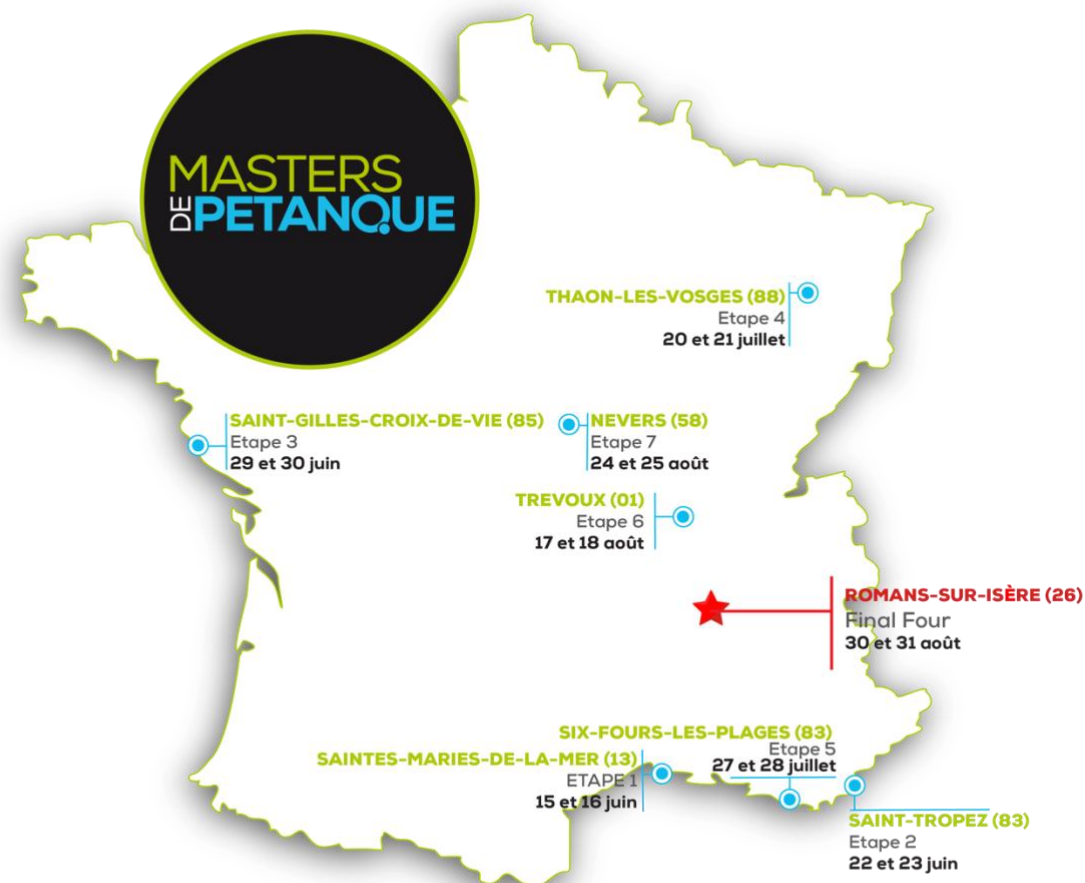 MASTERS
DE PETANQUE
THAON-LES-VOSGES (88)
Etape 4
20 et 21 juillet
SAINT-GILLES-CROIX-DE-VIE (85)
Etape 3
29 et 30 juin
NEVERS (58)
Etape 7
24 et 25 août
TREVOUX (01)
Etape 6
17 et 18 août
ROMANS-SUR-ISÈRE (26)
Final Four
30 et 31 août
SIX-FOURS-LES-PLAGES (83)
Etape 5
27 et 28 juillet
SAINTES-MARIES-DE-LA-MER (13)
ETAPE 1
15 et 16 juin
SAINT-TROPEZ (83)
Etape 2
22 et 23 juin